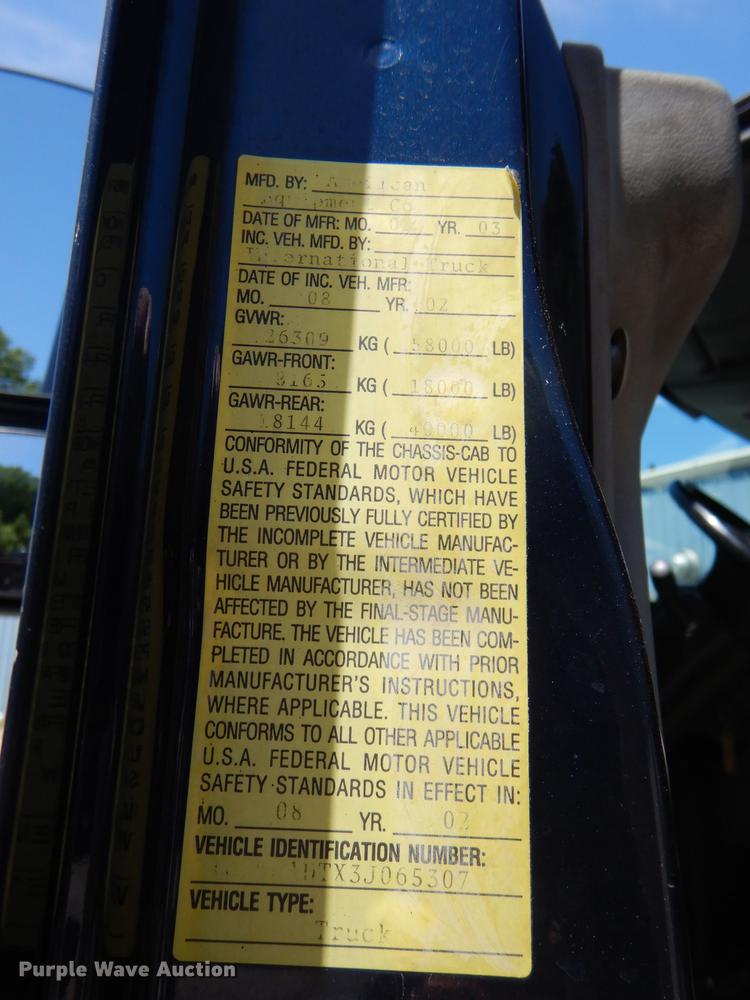 MFD. BY:
CO
DATE OF MFR: MO. YR. 03
INC. VEH. MFD. BY:
International Truck
DATE OF INC. VEH. MFR:
MO. 08 YR. 02
GVWR:
26309 KG ( 58000 LB)
GAWR-FRONT:
8165 KG ( 18000 LB)
GAWR-REAR:
18144 KG ( 40000 LB)
CONFORMITY OF THE CHASSIS-CAB TO
U.S.A. FEDERAL MOTOR VEHICLE
SAFETY STANDARDS, WHICH HAVE
BEEN PREVIOUSLY FULLY CERTIFIED BY
THE INCOMPLETE VEHICLE MANUFAC-
TURER OR BY THE INTERMEDIATE VE-
HICLE MANUFACTURER, HAS NOT BEEN
AFFECTED BY THE FINAL-STAGE MANU-
FACTURE. THE VEHICLE HAS BEEN COM-
PLETED IN ACCORDANCE WITH PRIOR
MANUFACTURER'S INSTRUCTIONS,
WHERE APPLICABLE. THIS VEHICLE
CONFORMS TO ALL OTHER APPLICABLE
U.S.A. FEDERAL MOTOR VEHICLE
SAFETY STANDARDS IN EFFECT IN:
MO. 08 YR. 02
VEHICLE IDENTIFICATION NUMBER:
DTX3J065307
VEHICLE TYPE:
Truck
Purple Wave Auction